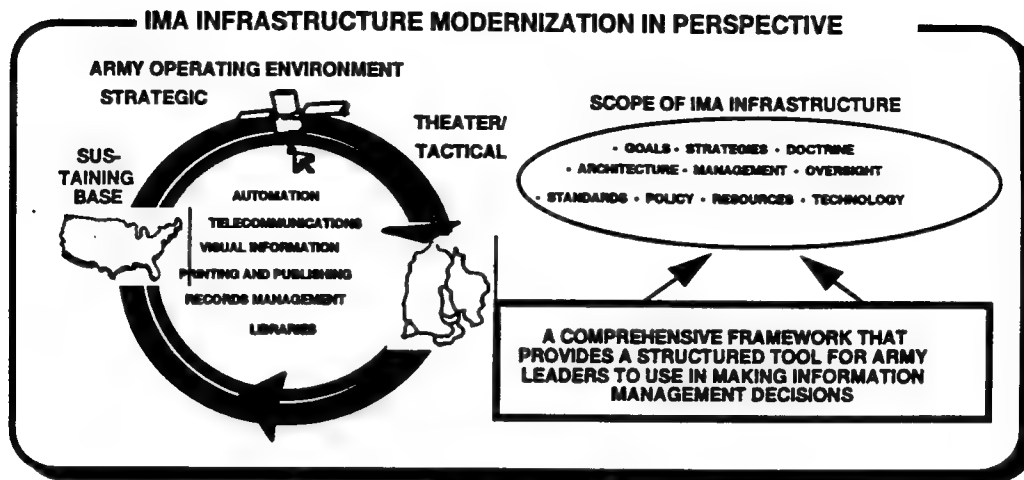 IMA INFRASTRUCTURE MODERNIZATION IN PERSPECTIVE
ARMY OPERATING ENVIRONMENT
STRATEGIC
THEATER/
TACTICAL
SUS-
TAINING
BASE
AUTOMATION
TELECOMMUNICATIONS
VISUAL INFORMATION
PRINTING AND PUBLISHING
RECORDS MANAGEMENT
LIBRARIES
SCOPE OF IMA INFRASTRUCTURE
· GOALS · STRATEGIES · DOCTRINE
· ARCHITECTURE · MANAGEMENT · OVERSIGHT
· STANDARDS · POLICY · RESOURCES · TECHNOLOGY
A COMPREHENSIVE FRAMEWORK THAT
PROVIDES A STRUCTURED TOOL FOR ARMY
LEADERS TO USE IN MAKING INFORMATION
MANAGEMENT DECISIONS